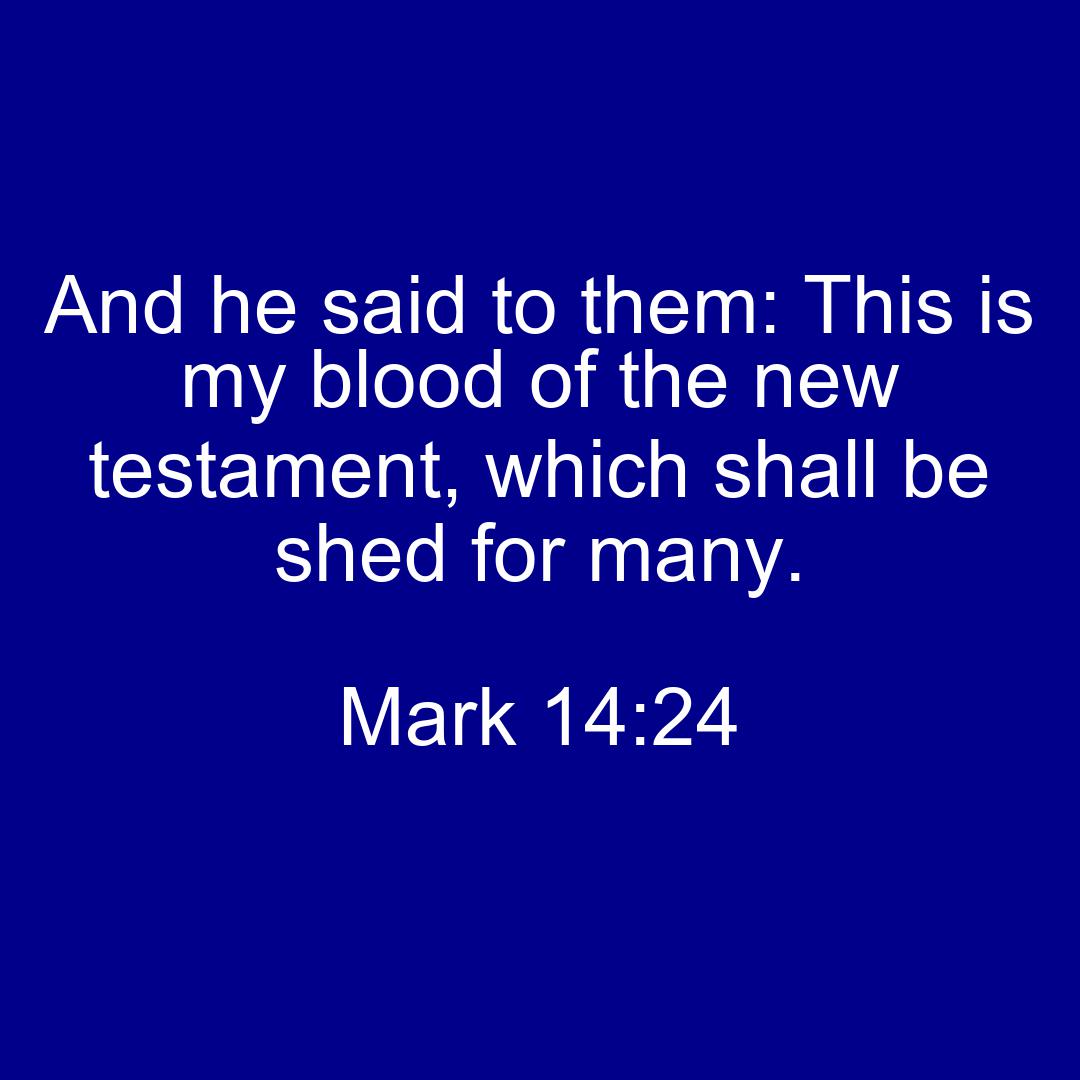 And he said to them: This is
my blood of the new
testament, which shall be
shed for many.
Mark 14:24